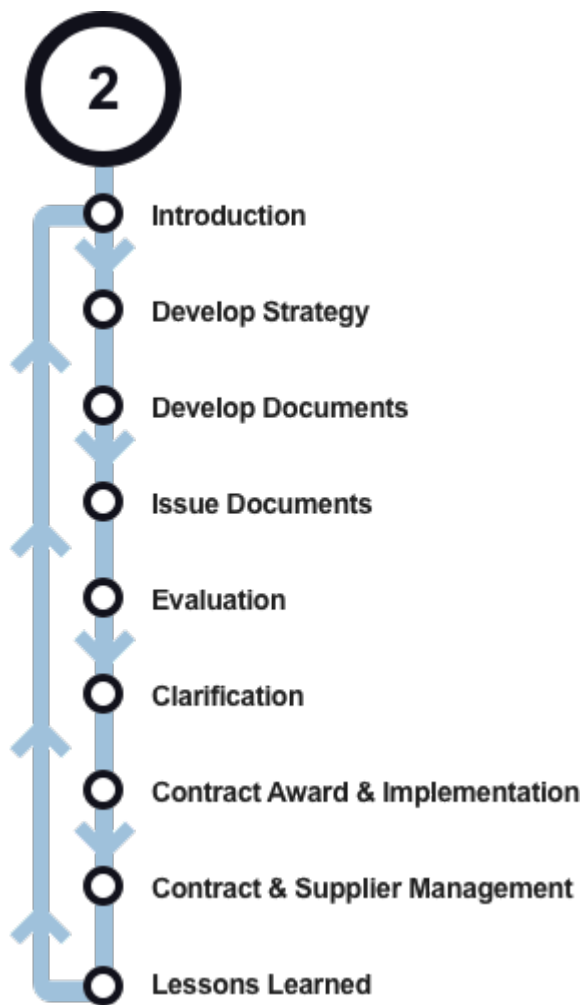 2
Introduction
Develop Strategy
Develop Documents
Issue Documents
Evaluation
Clarification
Contract Award & Implementation
Contract & Supplier Management
Lessons Learned